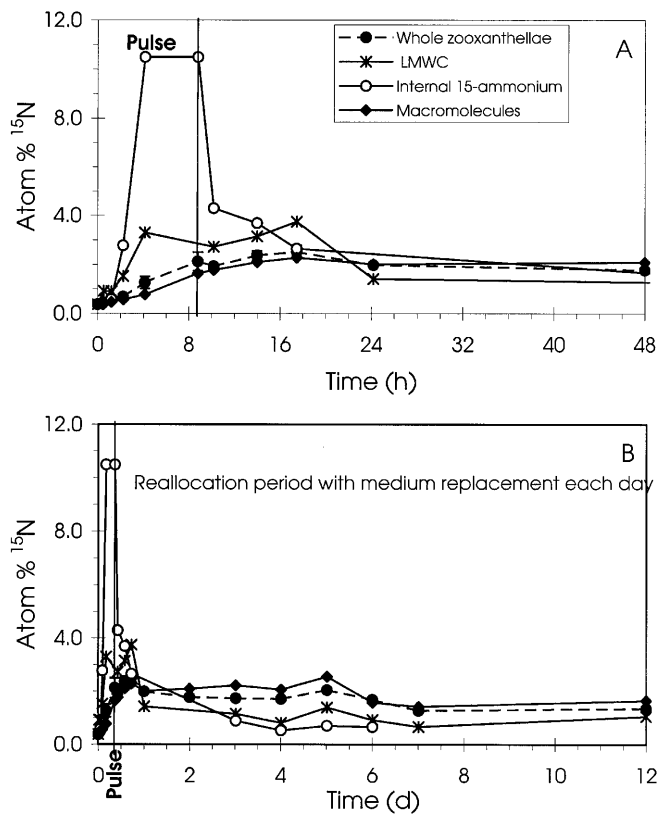 12.0
8.0
4.0
0.0
Atom % ¹⁵N
Pulse
Whole zooxanthellae
LMWC
Internal 15-ammonium
Macromolecules
A
0 8 16 24 32 40 48
Time (h)
12.0
8.0
4.0
0.0
Atom % ¹⁵N
B
Reallocation period with medium replacement each day
0 2 4 6 8 10 12
Pulse
Time (d)